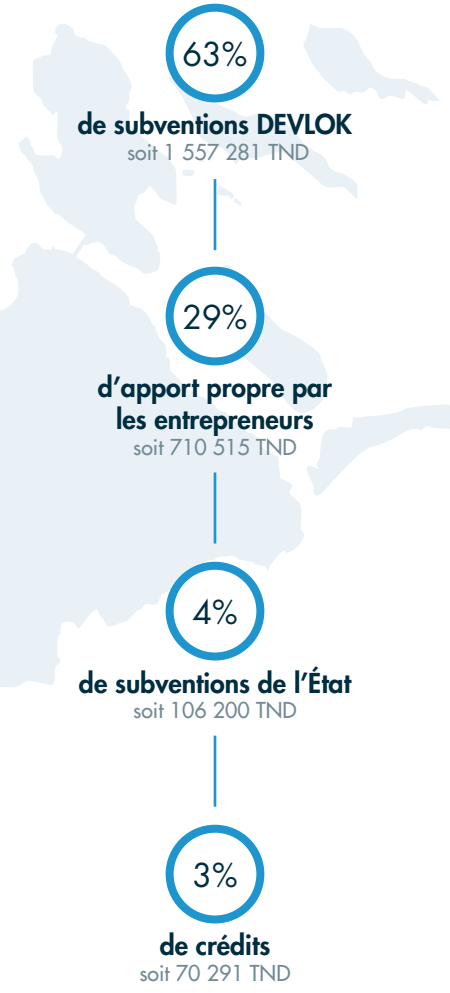 63%
de subventions DEVLOK
soit 1 557 281 TND
29%
d’apport propre par
les entrepreneurs
soit 710 515 TND
4%
de subventions de l’État
soit 106 200 TND
3%
de crédits
soit 70 291 TND